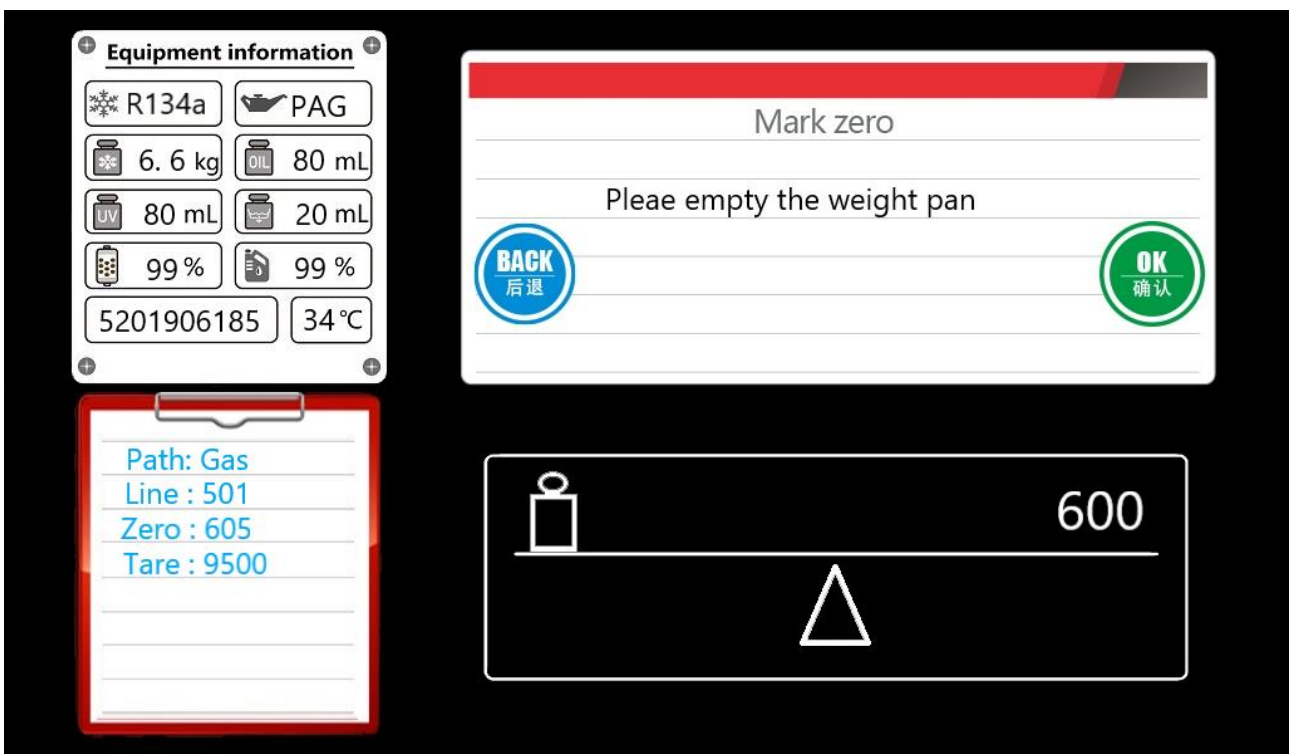 Equipment information
R134a PAG
6. 6 kg OIL 80 mL
UV 80 mL 20 mL
99 % 99 %
5201906185 34℃
Mark zero
Pleae empty the weight pan
BACK
后退
OK
确认
Path: Gas
Line : 501
Zero : 605
Tare : 9500
600